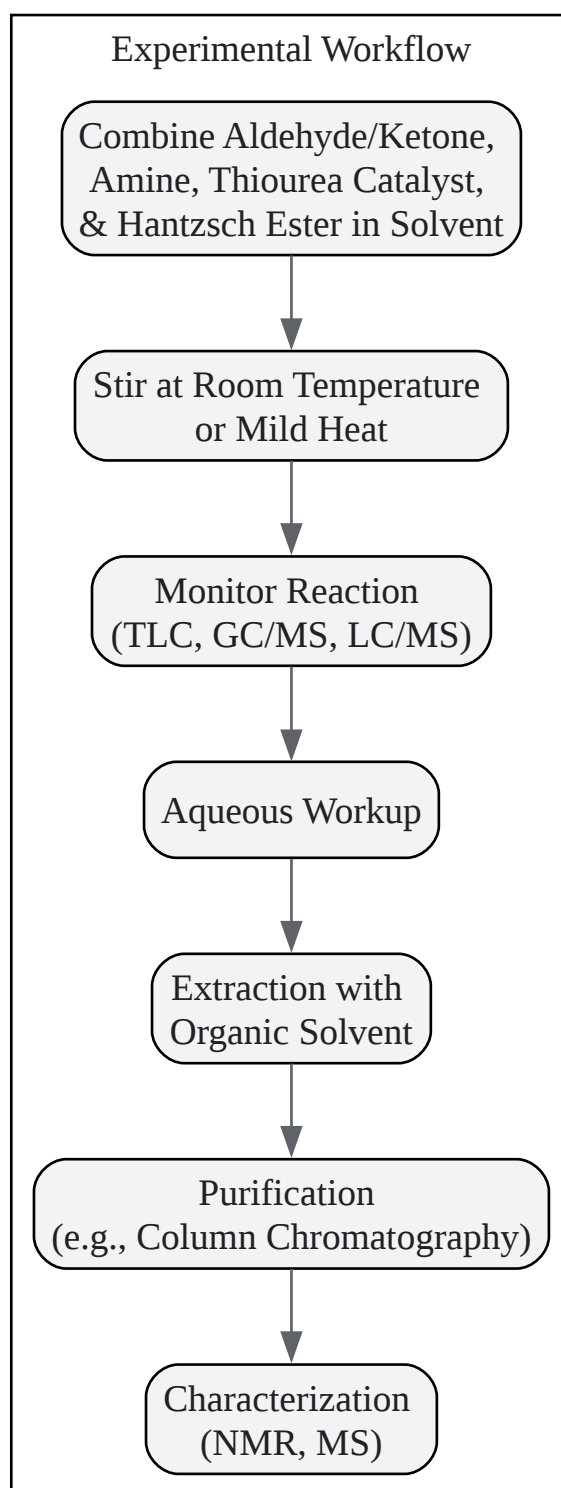 Experimental Workflow
Combine Aldehyde/Ketone,
Amine, Thiourea Catalyst,
& Hantzsch Ester in Solvent
Stir at Room Temperature
or Mild Heat
Monitor Reaction
(TLC, GC/MS, LC/MS)
Aqueous Workup
Extraction with
Organic Solvent
Purification
(e.g., Column Chromatography)
Characterization
(NMR, MS)